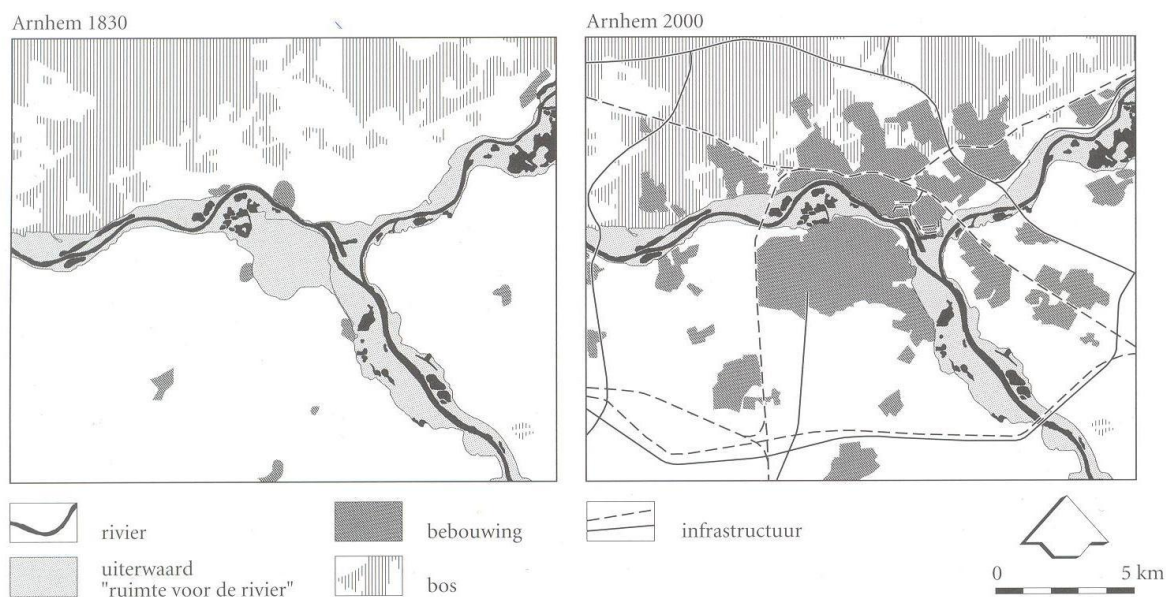 Arnhem 1830
Arnhem 2000
rivier
bebouwing
infrastructuur
uiterwaard
"ruimte voor de rivier"
bos
0
5 km